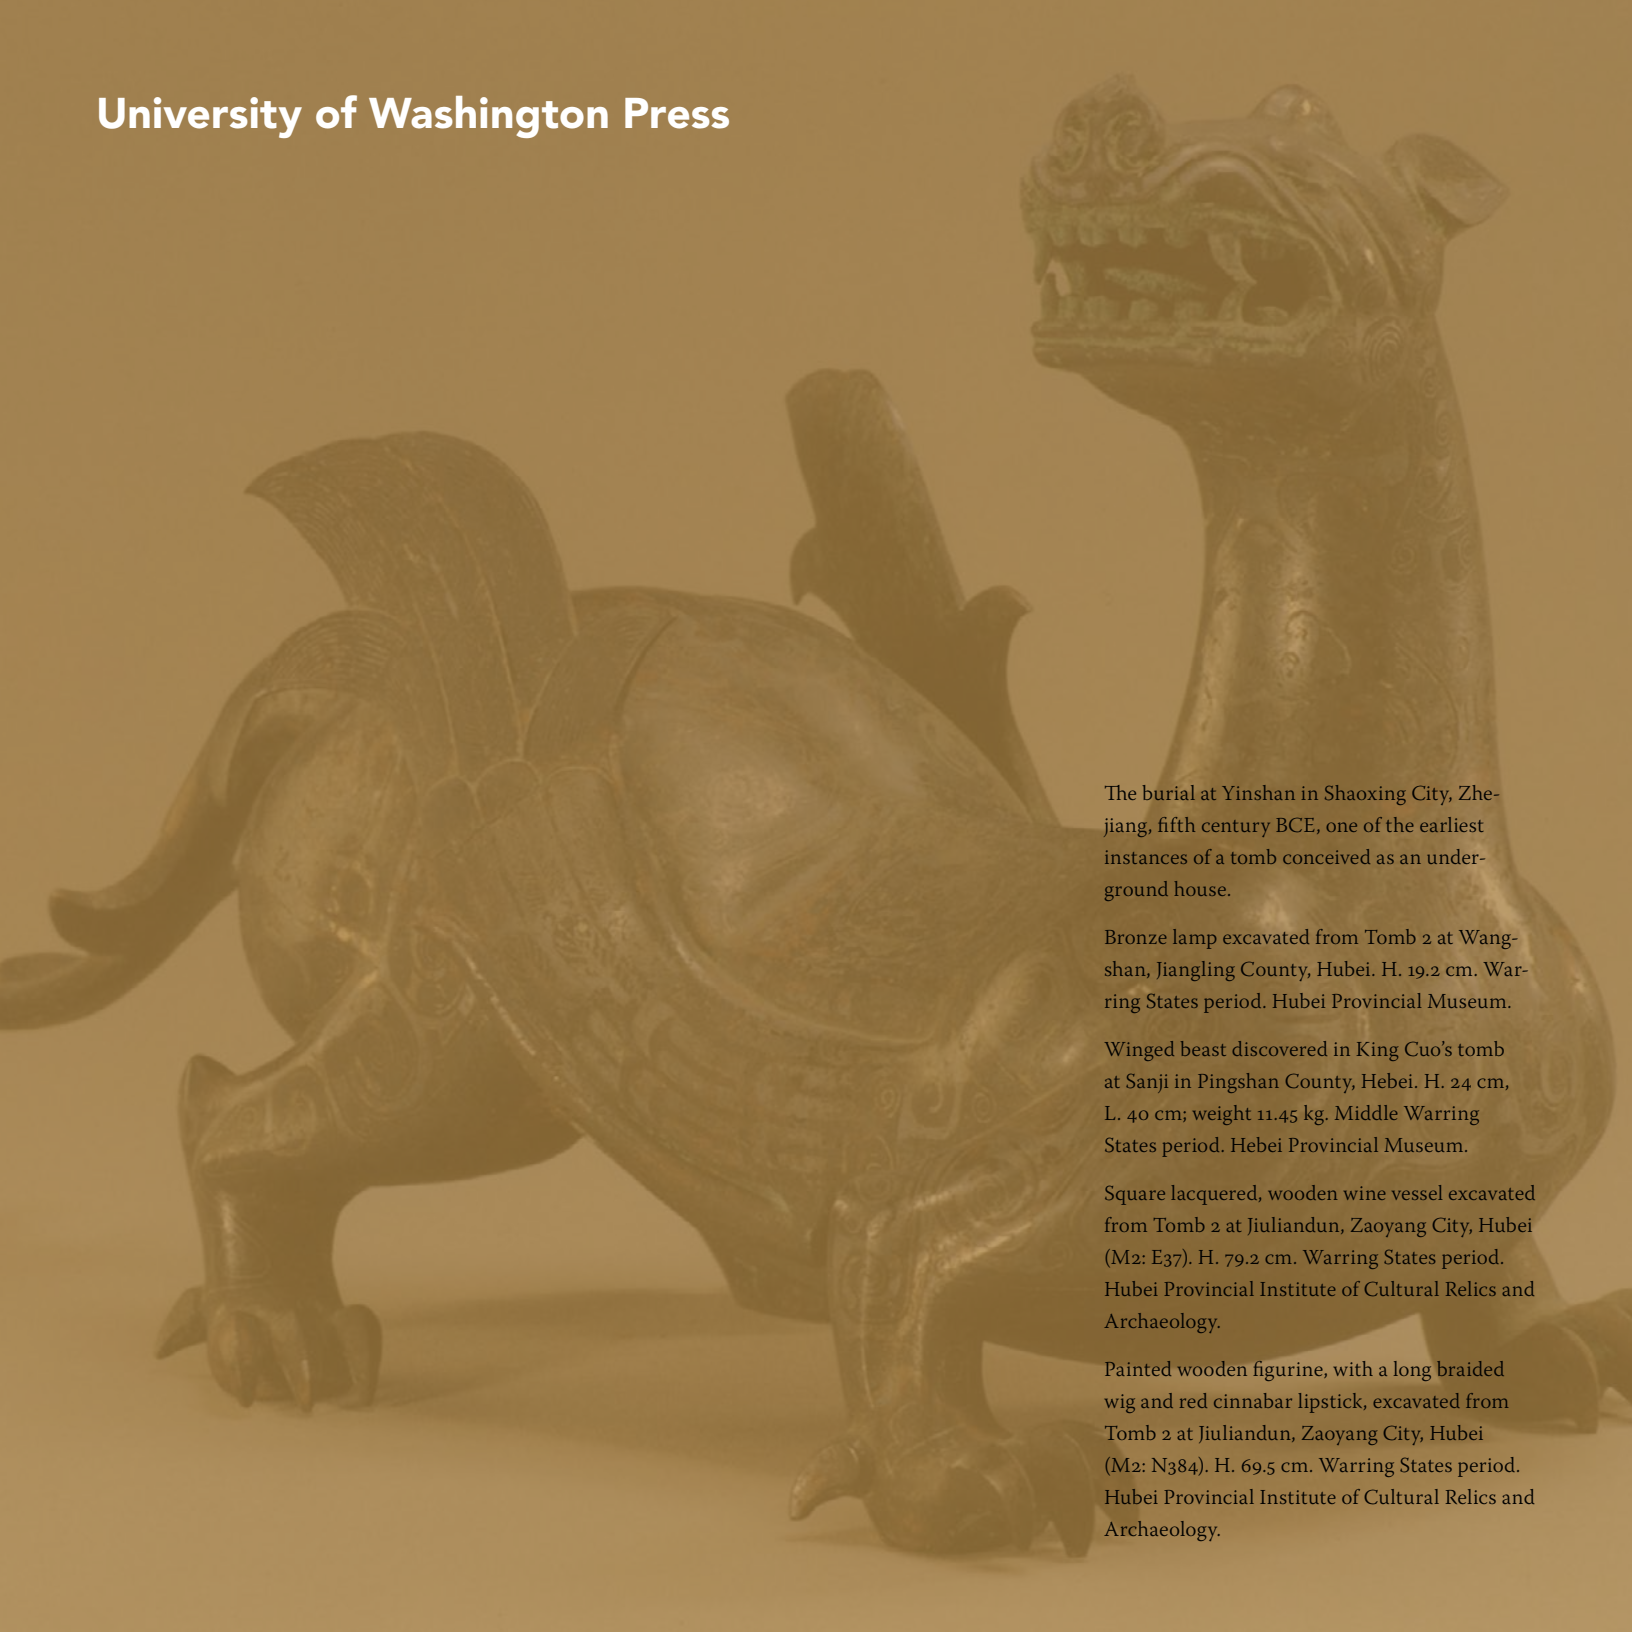 University of Washington Press
The burial at Yinshan in Shaoxing City, Zhe-
jiang, fifth century BCE, one of the earliest
instances of a tomb conceived as an under-
ground house.
Bronze lamp excavated from Tomb 2 at Wang-
shan, Jiangling County, Hubei. H. 19.2 cm. War-
ring States period. Hubei Provincial Museum.
Winged beast discovered in King Cuo’s tomb
at Sanji in Pingshan County, Hebei. H. 24 cm,
L. 40 cm; weight 11.45 kg. Middle Warring
States period. Hebei Provincial Museum.
Square lacquered, wooden wine vessel excavated
from Tomb 2 at Jiuliandun, Zaoyang City, Hubei
(M2: E37). H. 79.2 cm. Warring States period.
Hubei Provincial Institute of Cultural Relics and
Archaeology.
Painted wooden figurine, with a long braided
wig and red cinnabar lipstick, excavated from
Tomb 2 at Jiuliandun, Zaoyang City, Hubei
(M2: N384). H. 69.5 cm. Warring States period.
Hubei Provincial Institute of Cultural Relics and
Archaeology.